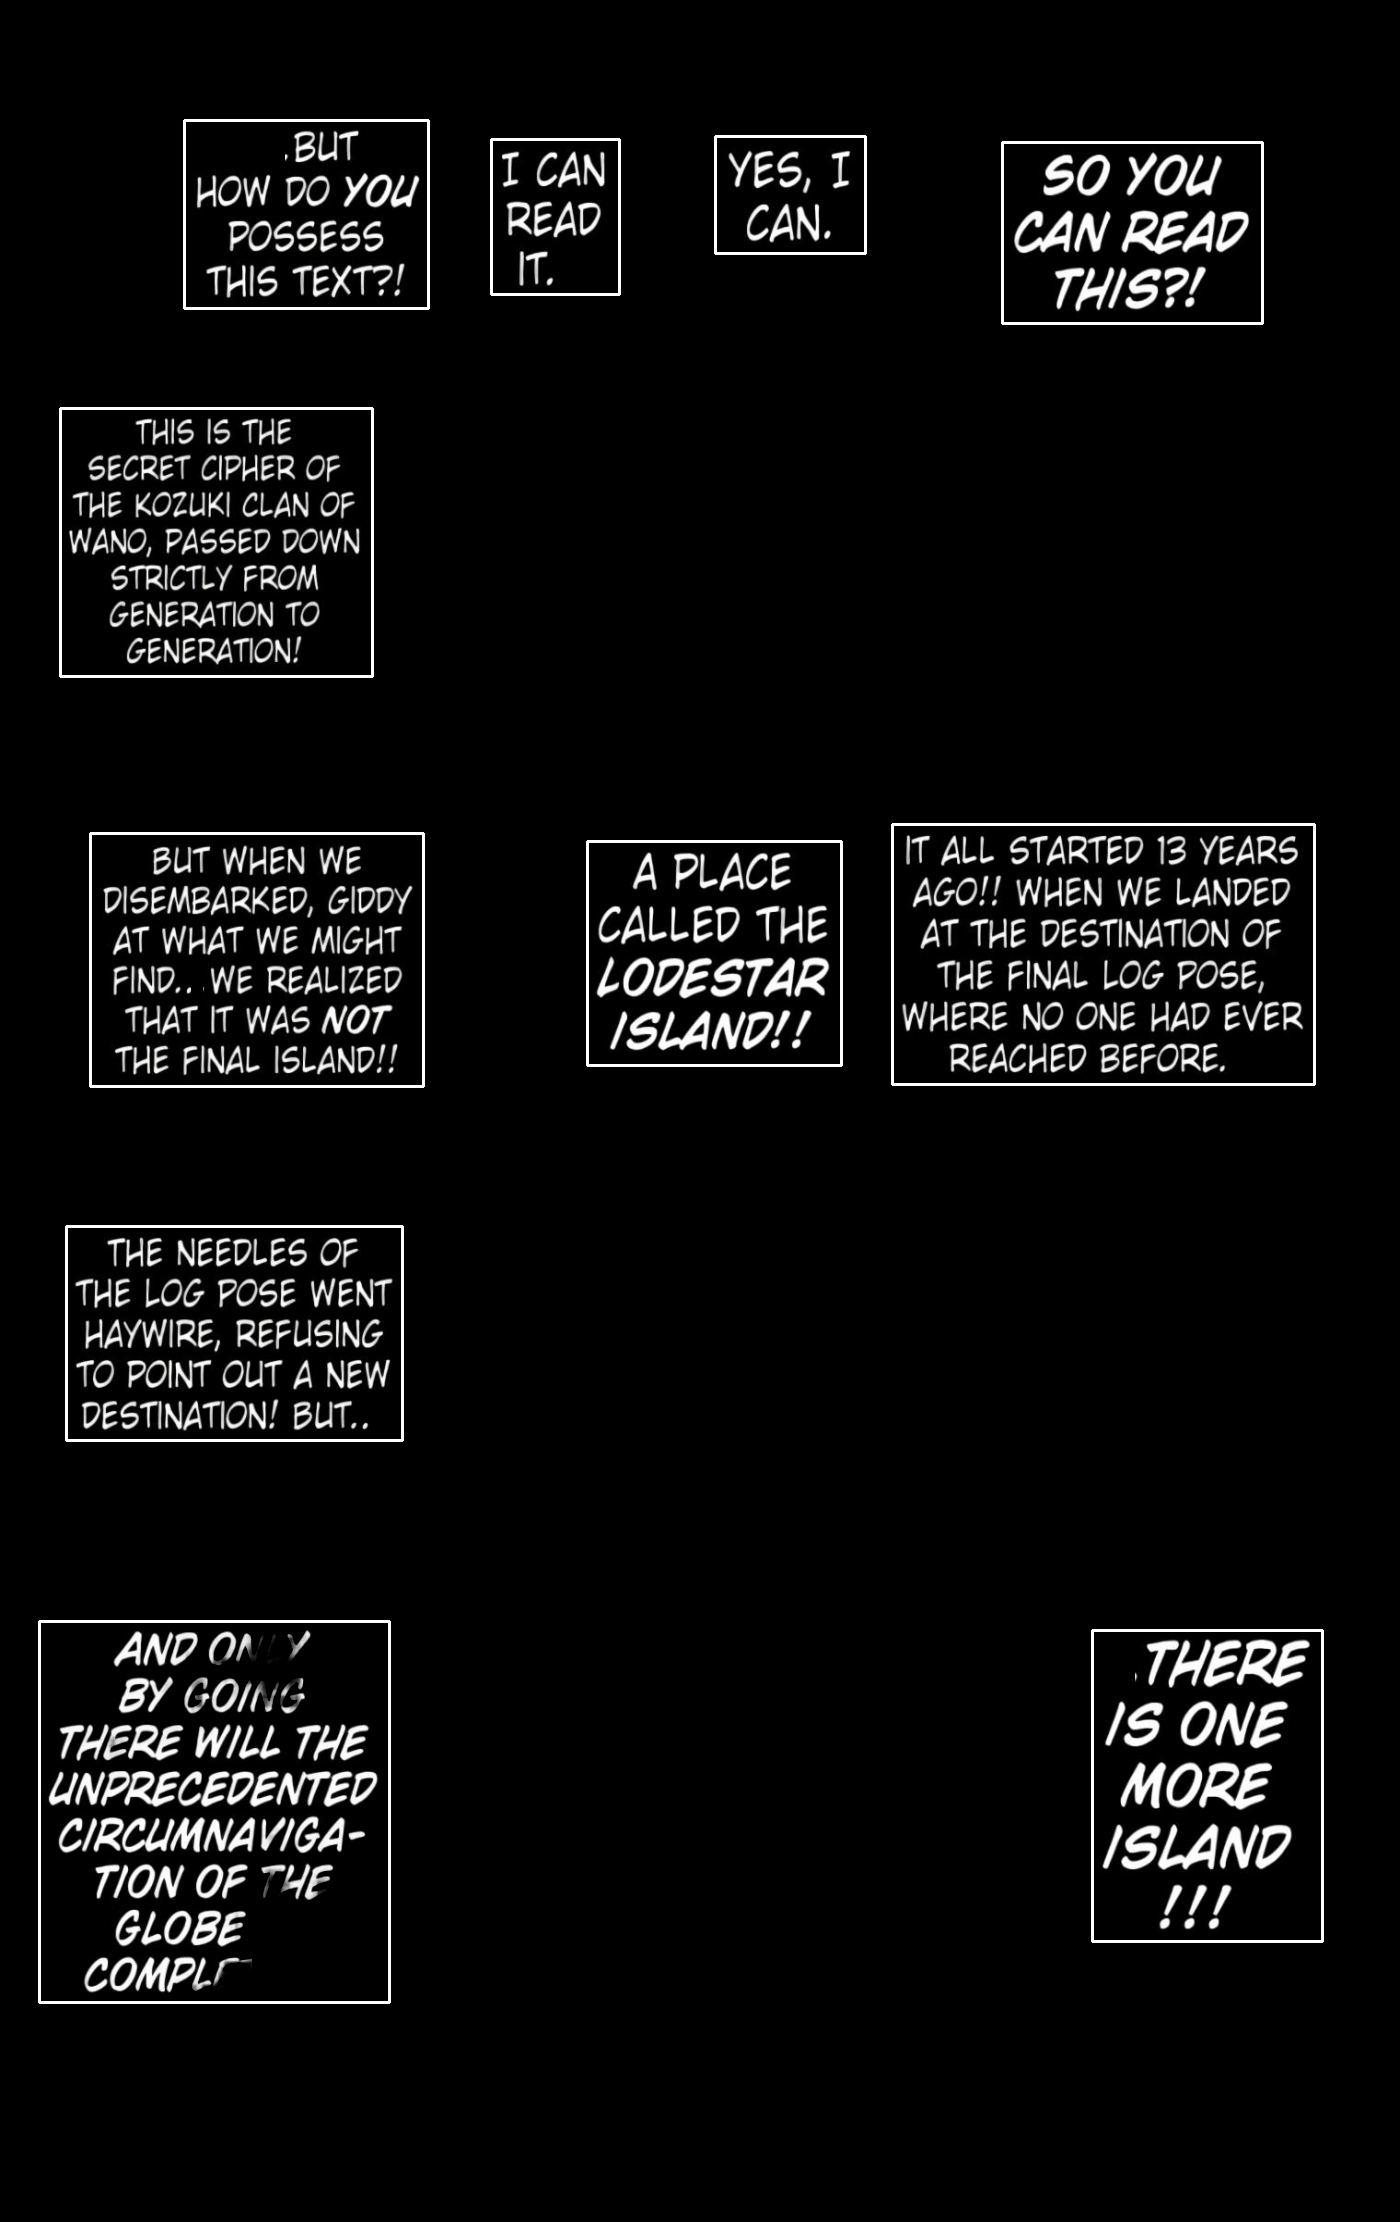 SO YOU
CAN READ
THIS?!
YES, I
CAN.
I CAN
READ
IT.
.BUT
HOW DO YOU
POSSESS
THIS TEXT?!
THIS IS THE
SECRET CIPHER OF
THE KOZUKI CLAN OF
WANO, PASSED DOWN
STRICTLY FROM
GENERATION TO
GENERATION!
IT ALL STARTED 13 YEARS
AGO!! WHEN WE LANDED
AT THE DESTINATION OF
THE FINAL LOG POSE,
WHERE NO ONE HAD EVER
REACHED BEFORE.
A PLACE
CALLED THE
LODESTAR
ISLAND!!
BUT WHEN WE
DISEMBARKED, GIDDY
AT WHAT WE MIGHT
FIND... WE REALIZED
THAT IT WAS NOT
THE FINAL ISLAND!!
THE NEEDLES OF
THE LOG POSE WENT
HAYWIRE, REFUSING
TO POINT OUT A NEW
DESTINATION! BUT..
.THERE
IS ONE
MORE
ISLAND
!!!
AND ONLY
BY GOING
THERE WILL THE
UNPRECEDENTED
CIRCUMNAVIGA-
TION OF THE
GLOBE